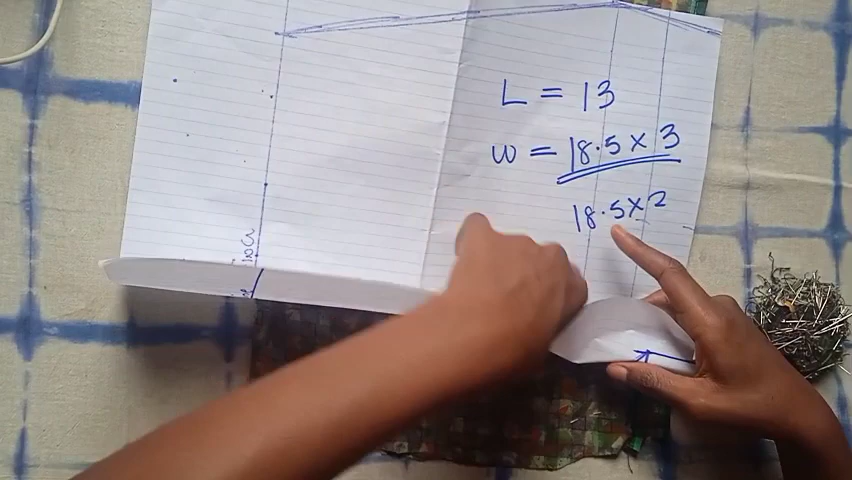 L = 13
W = 18.5 x 3
18.5 x 2